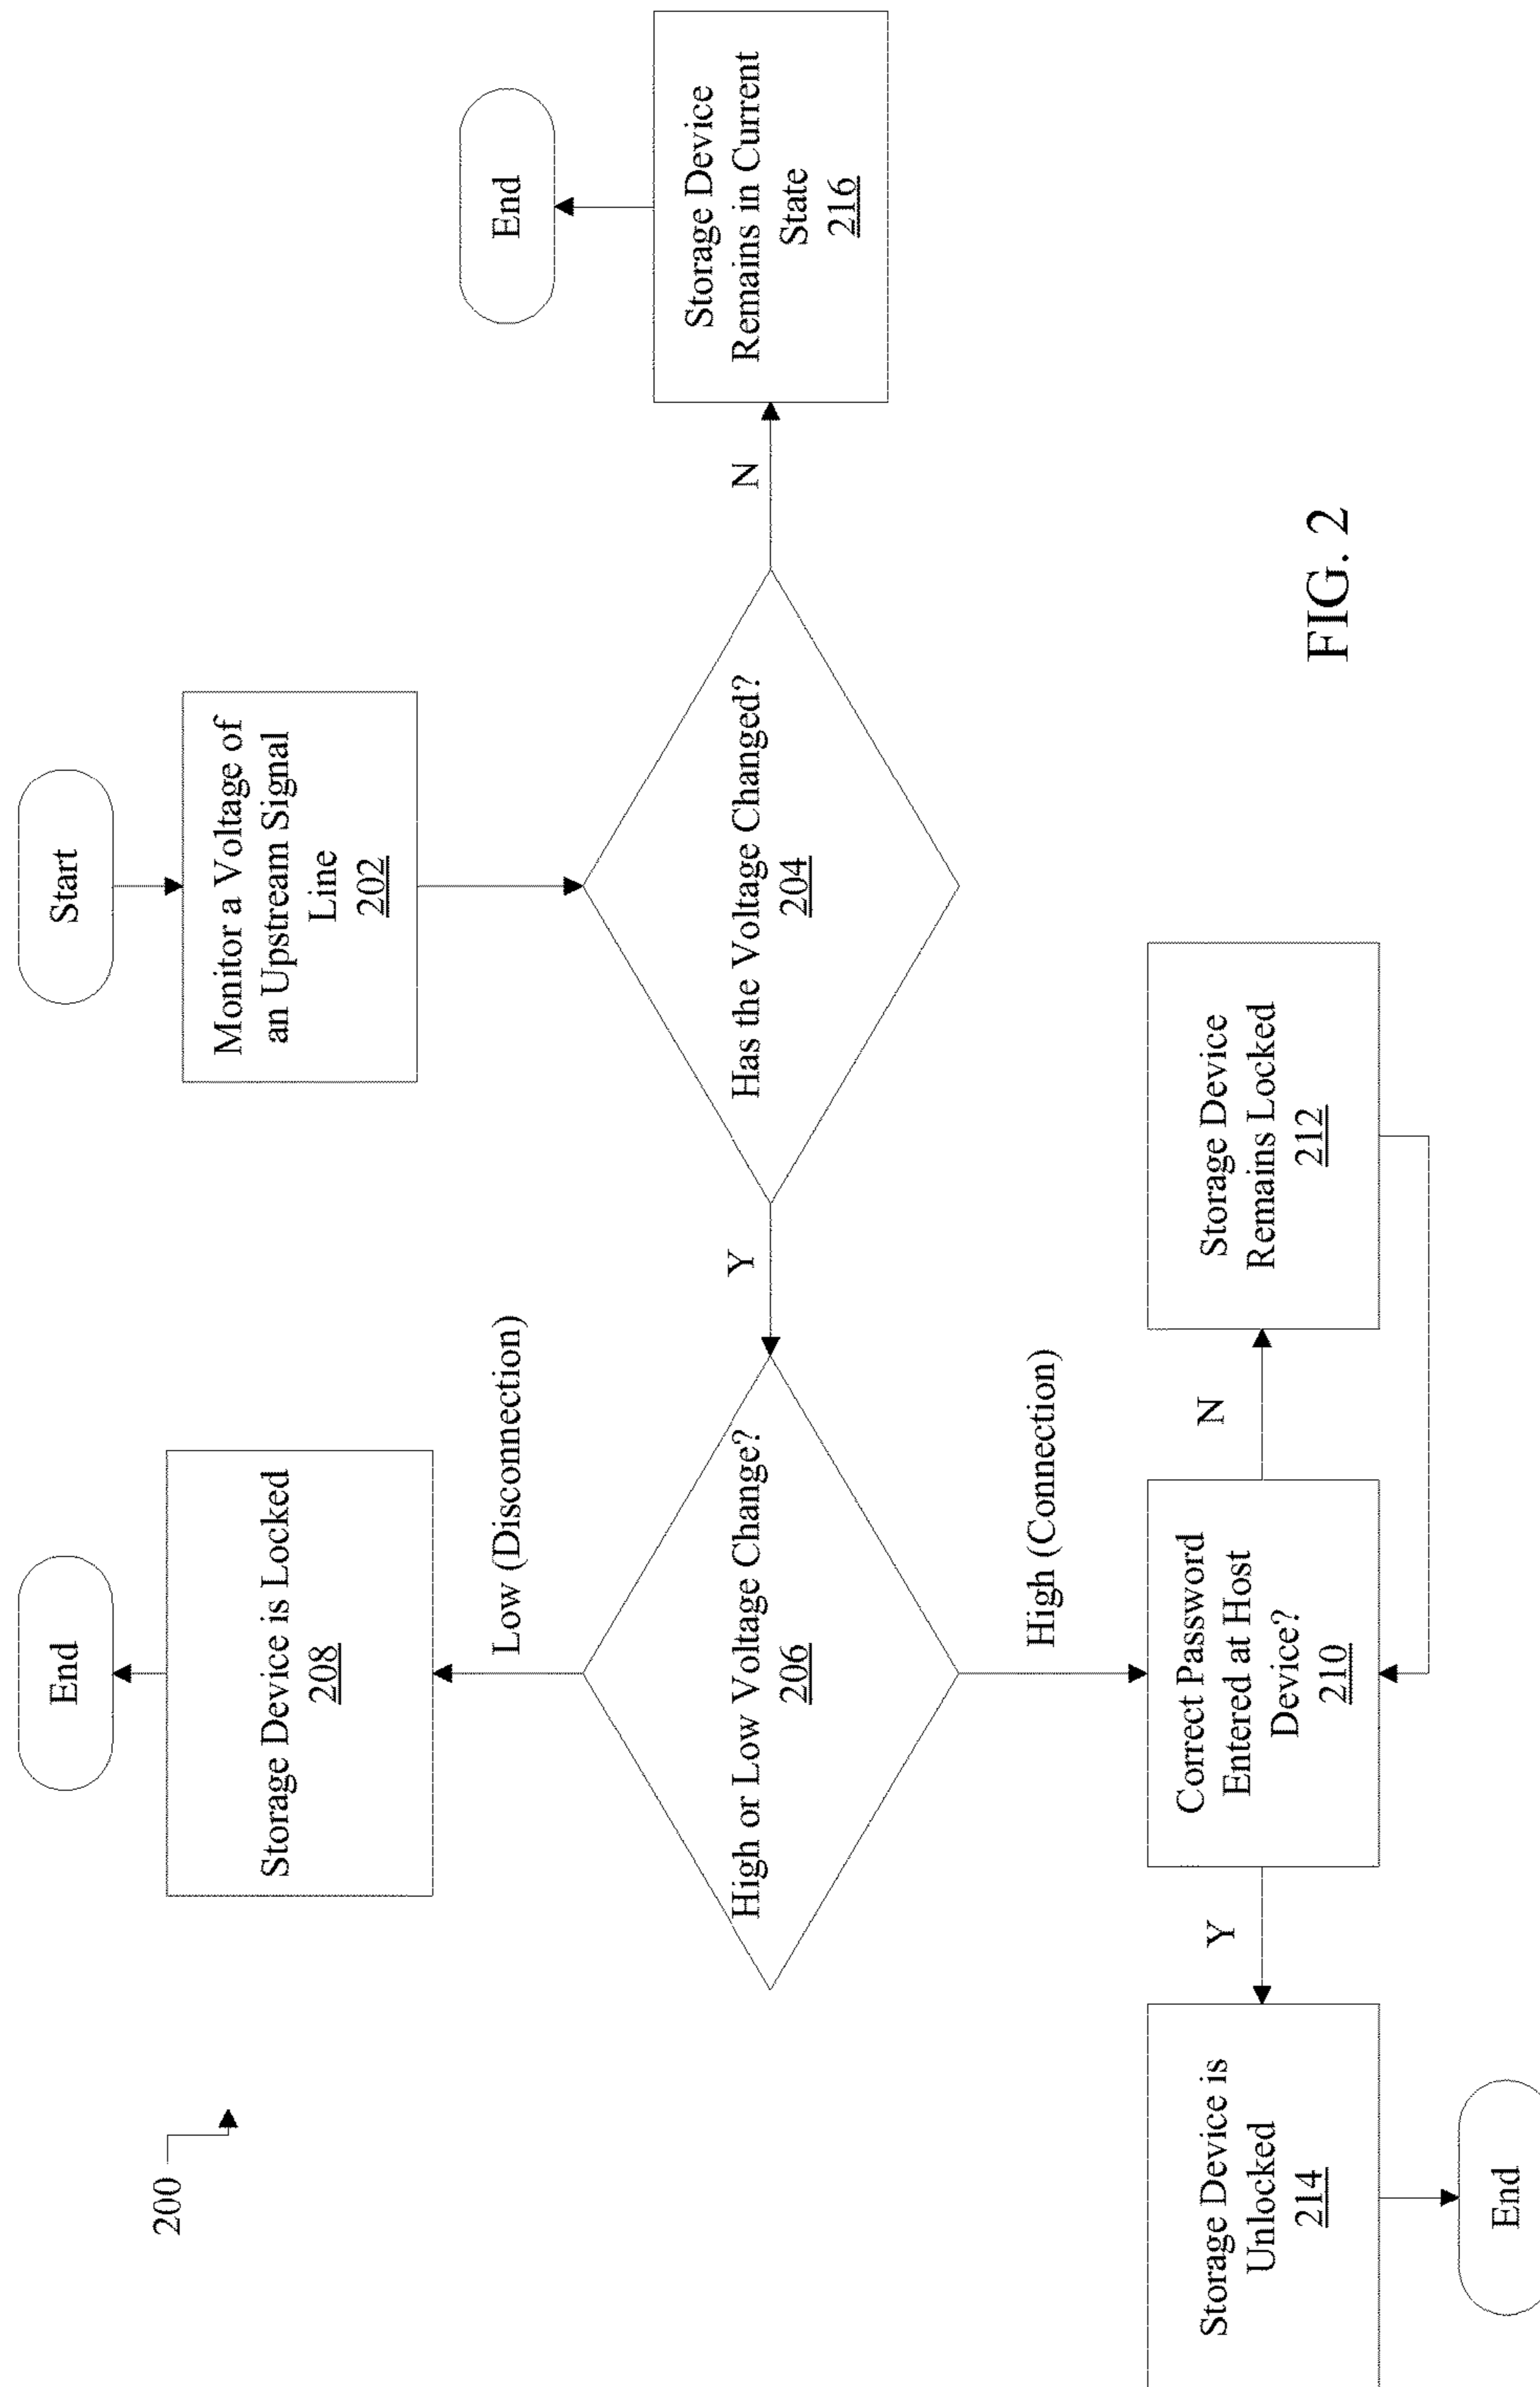 200
Start
Monitor a Voltage of
an Upstream Signal
Line
202
Has the Voltage Changed?
204
N
Storage Device
Remains in Current
State
216
End
Y
High or Low Voltage Change?
206
Low (Disconnection)
Storage Device is Locked
208
End
High (Connection)
Correct Password
Entered at Host
Device?
210
N
Storage Device
Remains Locked
212
Y
Storage Device is
Unlocked
214
End
FIG. 2